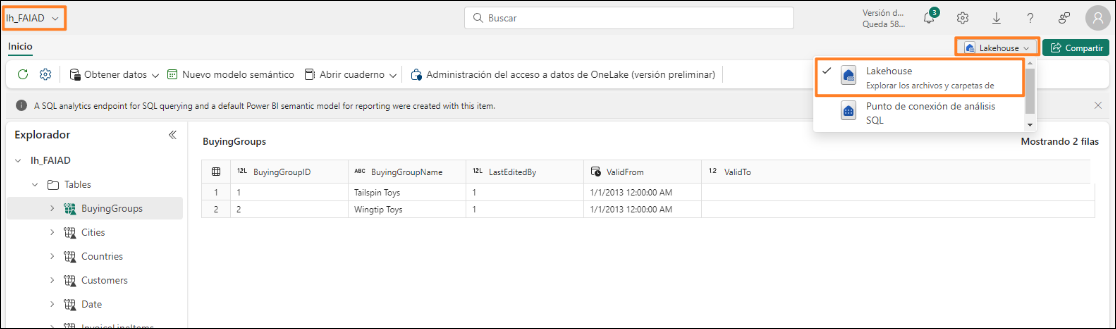 lh_FAIAD
Buscar
Versión d...
Queda 58...
3
Inicio
Lakehouse
Compartir
Obtener datos
Nuevo modelo semántico
Abrir cuaderno
Administración del acceso a datos de OneLake (versión preliminar)
Lakehouse
Explorar los archivos y carpetas de
Punto de conexión de análisis
SQL
A SQL analytics endpoint for SQL querying and a default Power BI semantic model for reporting were created with this item.
Explorador
lh_FAIAD
Tables
BuyingGroups
Cities
Countries
Customers
Date
InvoiceLineItems
BuyingGroups
Mostrando 2 filas
12L BuyingGroupID ABC BuyingGroupName 12L LastEditedBy ValidFrom 1.2 ValidTo
1 1 Tailspin Toys 1 1/1/2013 12:00:00 AM
2 2 Wingtip Toys 1 1/1/2013 12:00:00 AM